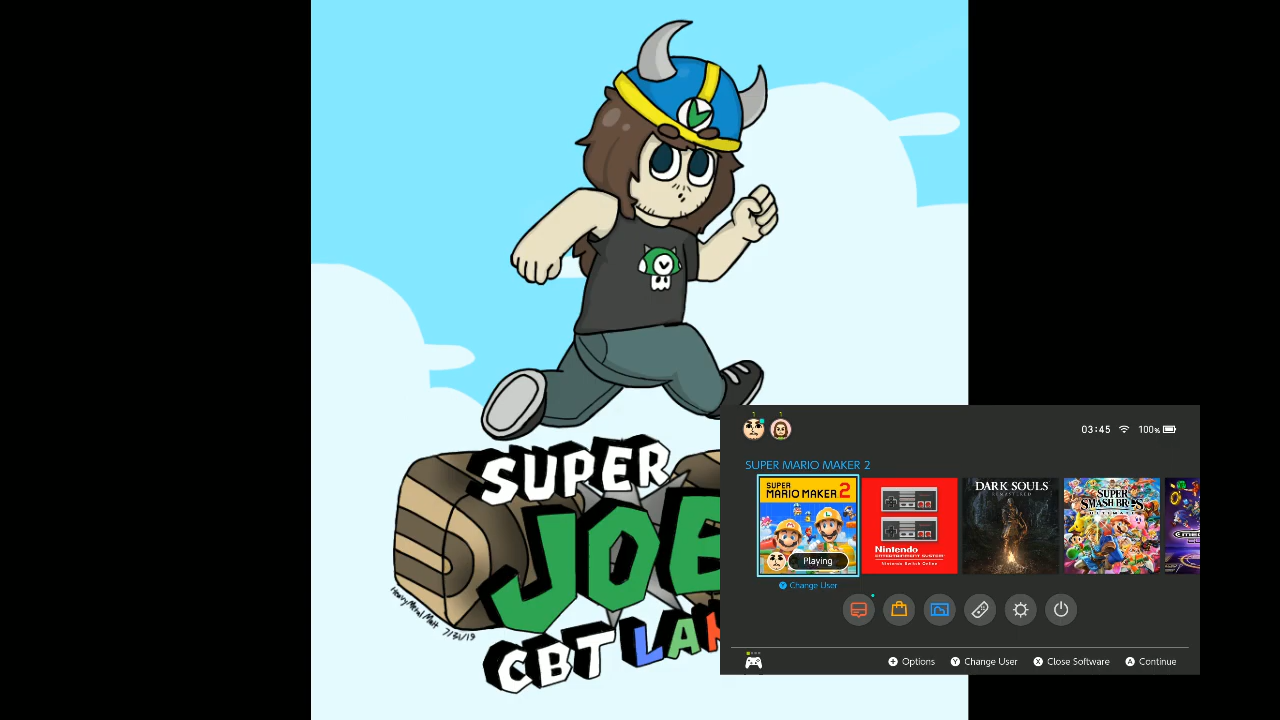 SUPER
JOE
CBT LAN
HeavyMetalMatt 7/31/19
03:45 100%
SUPER MARIO MAKER 2
SUPER
MARIO MAKER 2
Playing
Nintendo
ENTERTAINMENT SYSTEM
Nintendo Switch Online
DARK SOULS
REMASTERED
SUPER
SMASH BROS.
ULTIMATE
Change User
Options Change User Close Software Continue